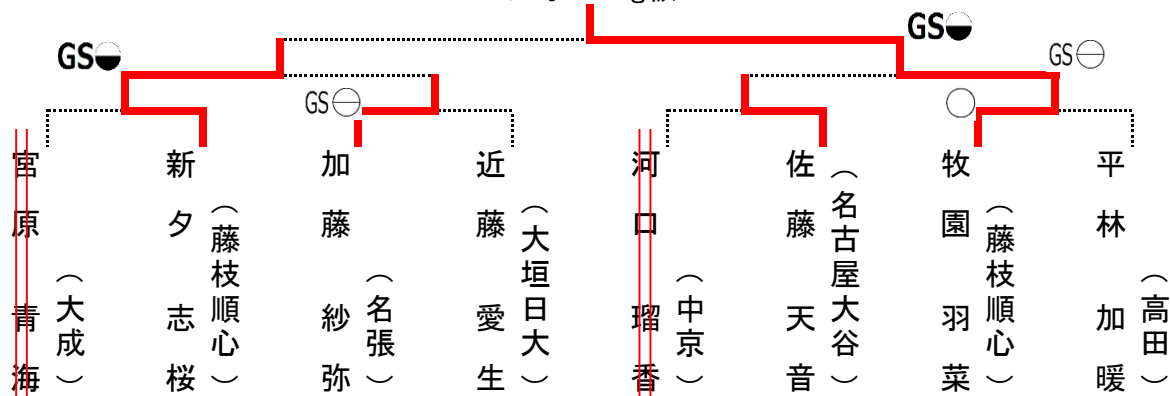 GS
GS
GS
GS
宮原青海
（大成）
新夕志桜
（藤枝順心）
加藤紗弥
（名張）
近藤愛生
（大垣日大）
河口瑠香
（中京）
佐藤天音
（名古屋大谷）
牧園羽菜
（藤枝順心）
平林加暖
（高田）